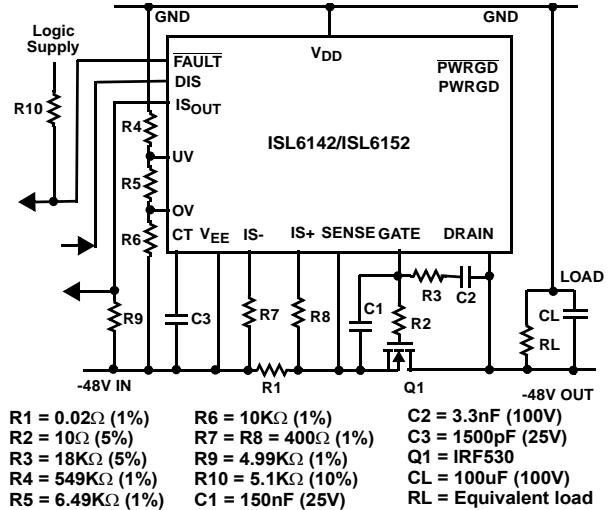 GND
GND
Logic
Supply
VDD
FAULT
DIS
ISOUT
PWRGD
PWRGD
R10
R4
ISL6142/ISL6152
UV
R5
OV
R6
CT
VEE
IS-
IS+
SENSE
GATE
DRAIN
R3
C2
LOAD
C1
R9
C3
R7
R8
R2
CL
RL
-48V IN
R1
Q1
-48V OUT
R1 = 0.02Ω (1%)
R2 = 10Ω (5%)
R3 = 18KΩ (5%)
R4 = 549KΩ (1%)
R5 = 6.49KΩ (1%)
R6 = 10KΩ (1%)
R7 = R8 = 400Ω (1%)
R9 = 4.99KΩ (1%)
R10 = 5.1KΩ (10%)
C1 = 150nF (25V)
C2 = 3.3nF (100V)
C3 = 1500pF (25V)
Q1 = IRF530
CL = 100uF (100V)
RL = Equivalent load